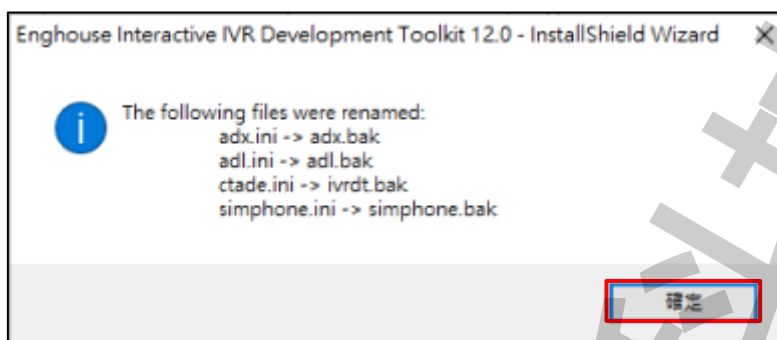 Enghouse Interactive IVR Development Toolkit 12.0 - InstallShield Wizard
The following files were renamed:
adx.ini -> adx.bak
adl.ini -> adl.bak
ctade.ini -> ivrdt.bak
simphone.ini -> simphone.bak
確定